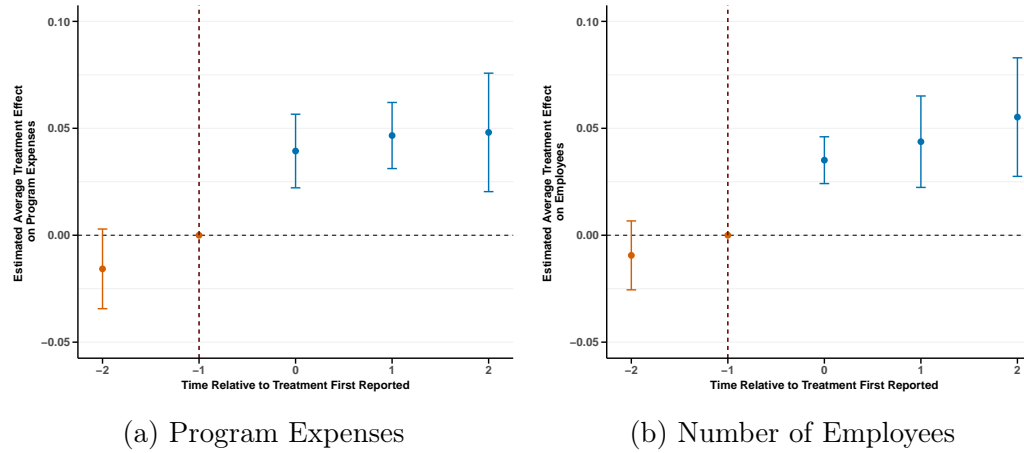 Estimated Average Treatment Effect
on Program Expenses
0.10
0.05
0.00
−0.05
−2
−1
0
1
2
Time Relative to Treatment First Reported
(a) Program Expenses
Estimated Average Treatment Effect
on Employees
0.10
0.05
0.00
−0.05
−2
−1
0
1
2
Time Relative to Treatment First Reported
(b) Number of Employees